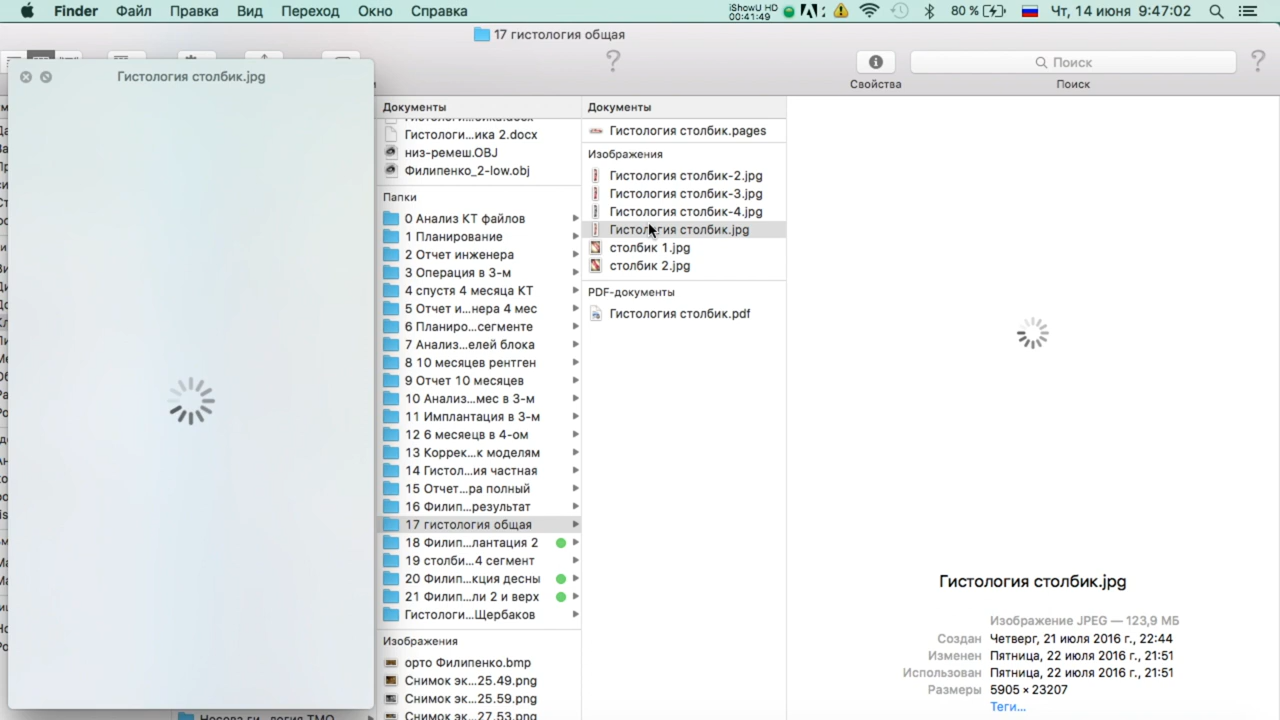 Finder Файл Правка Вид Переход Окно Справка
iShowU HD
00:41:49
80 %
Чт, 14 июня 9:47:02
17 гистология общая
Свойства
Поиск
Поиск
Гистология столбик.jpg
Документы
Гистологи...ика 2.docx
низ-ремеш.OBJ
Филипенко_2-low.obj
Папки
0 Анализ КТ файлов
1 Планирование
2 Отчет инженера
3 Операция в 3-м
4 спустя 4 месяца КТ
5 Отчет и...нера 4 мес
6 Планиро...сегменте
7 Анализ...елей блока
8 10 месяцев рентген
9 Отчет 10 месяцев
10 Анализ...мес в 3-м
11 Имплантация в 3-м
12 6 месяецв в 4-ом
13 Коррек...к моделям
14 Гистол...ия частная
15 Отчет...ра полный
16 Филип...результат
17 гистология общая
18 Филип...лантация 2
19 столби...4 сегмент
20 Филип...кция десны
21 Филип...ли 2 и верх
Гистологи...Щербаков
Изображения
орто Филипенко.bmp
Снимок эк...25.49.png
Снимок эк...25.59.png
Снимок эк...27.53.png
Документы
Гистология столбик.pages
Изображения
Гистология столбик-2.jpg
Гистология столбик-3.jpg
Гистология столбик-4.jpg
Гистология столбик.jpg
столбик 1.jpg
столбик 2.jpg
PDF-документы
Гистология столбик.pdf
Гистология столбик.jpg
Изображение JPEG — 123,9 МБ
Создан Четверг, 21 июля 2016 г., 22:44
Изменен Пятница, 22 июля 2016 г., 21:51
Использован Пятница, 22 июля 2016 г., 21:51
Размеры 5905 × 23207
Теги...